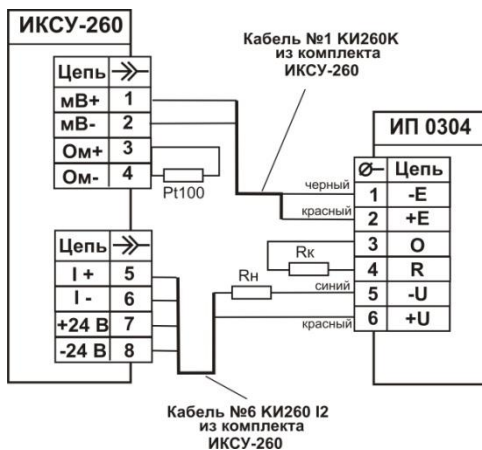 ИКСУ-260
Цепь
мВ+ 1
мВ- 2
Ом+ 3
Ом- 4
Pt100
Цепь
I + 5
I - 6
+24 В 7
-24 В 8
Кабель №1 КИ260К
из комплекта
ИКСУ-260
ИП 0304
Цепь
черный 1 -E
красный 2 +E
3 O
Rк 4 R
Rн синий 5 -U
красный 6 +U
Кабель №6 КИ260 I2
из комплекта
ИКСУ-260